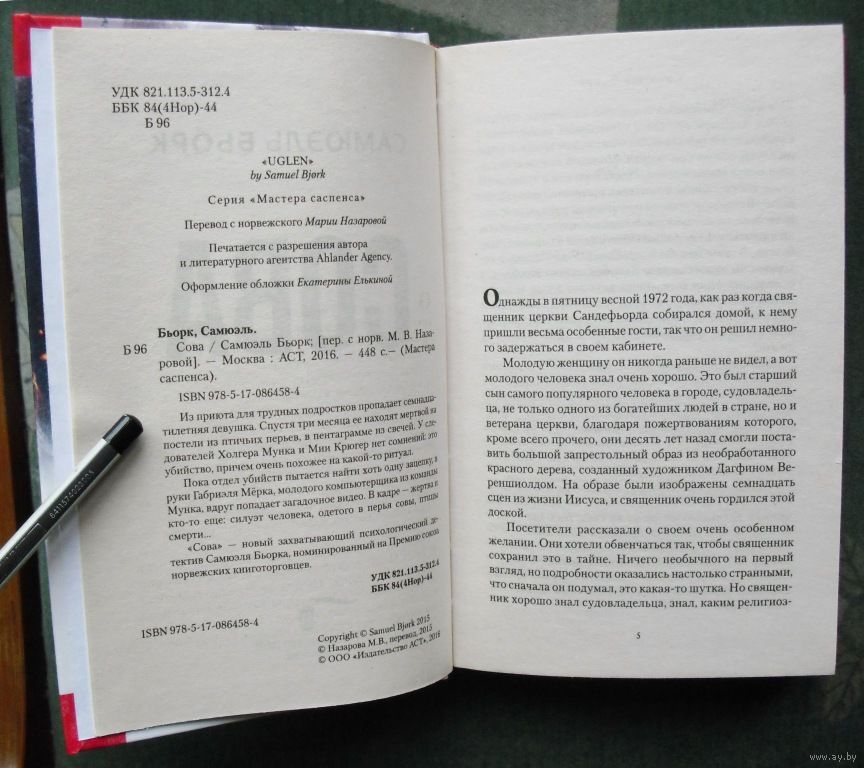 УДК 821.113.5-312.4
ББК 84(4Нор)-44
Б 96
«UGLEN»
by Samuel Bjørk
Серия «Мастера саспенса»
Перевод с норвежского Марии Назаровой
Печатается с разрешения автора
и литературного агентства Ahlander Agency.
Оформление обложки Екатерины Елькиной
Бьорк, Самюэль.
Б 96 Сова / Самюэль Бьорк; [пер. с норв. М. В. Наза-
ровой]. — Москва : АСТ, 2016. — 448 с.— (Мастера
саспенса).
ISBN 978-5-17-086458-4
Из приюта для трудных подростков пропадает семнадца-
тилетняя девушка. Спустя три месяца ее находят мертвой на
постели из птичьих перьев, в пентаграмме из свечей. У сле-
дователей Холгера Мунка и Мии Крюгер нет сомнений: это
убийство, причем очень похожее на какой-то ритуал.
Пока отдел убийств пытается найти хоть одну зацепку, в
руки Габриэля Мёрка, молодого компьютерщика из команды
Мунка, вдруг попадает загадочное видео. В кадре — жертва и
кто-то еще: силуэт человека, одетого в перья совы, птицы
смерти...
«Сова» — новый захватывающий психологический де-
тектив Самюэля Бьорка, номинированный на Премию союза
норвежских книготорговцев.
УДК 821.113.5-312.4
ББК 84(4Нор)-44
ISBN 978-5-17-086458-4
Copyright © Samuel Bjørk 2015
© Назарова М.В., перевод, 2015
© ООО «Издательство АСТ», 2016
Однажды в пятницу весной 1972 года, как раз когда свя-
щенник церкви Сандефьорда собирался домой, к нему
пришли весьма особенные гости, так что он решил немно-
го задержаться в своем кабинете.
Молодую женщину он никогда раньше не видел, а вот
молодого человека знал очень хорошо. Это был старший
сын самого популярного человека в городе, судовладель-
ца, не только одного из богатейших людей в стране, но и
ветерана церкви, благодаря пожертвованиям которого,
кроме всего прочего, они десять лет назад смогли поста-
вить большой запрестольный образ из необработанного
красного дерева, созданный художником Дагфином Ве-
реншиолдом. На образе были изображены семнадцать
сцен из жизни Иисуса, и священник очень гордился этой
доской.
Посетители рассказали о своем очень особенном
желании. Они хотели обвенчаться так, чтобы священник
сохранил это в тайне. Ничего необычного на первый
взгляд, но подробности оказались настолько странными,
что сначала он подумал, это какая-то шутка. Но священ-
ник хорошо знал судовладельца, знал, каким религиоз-
5
www.ay.by